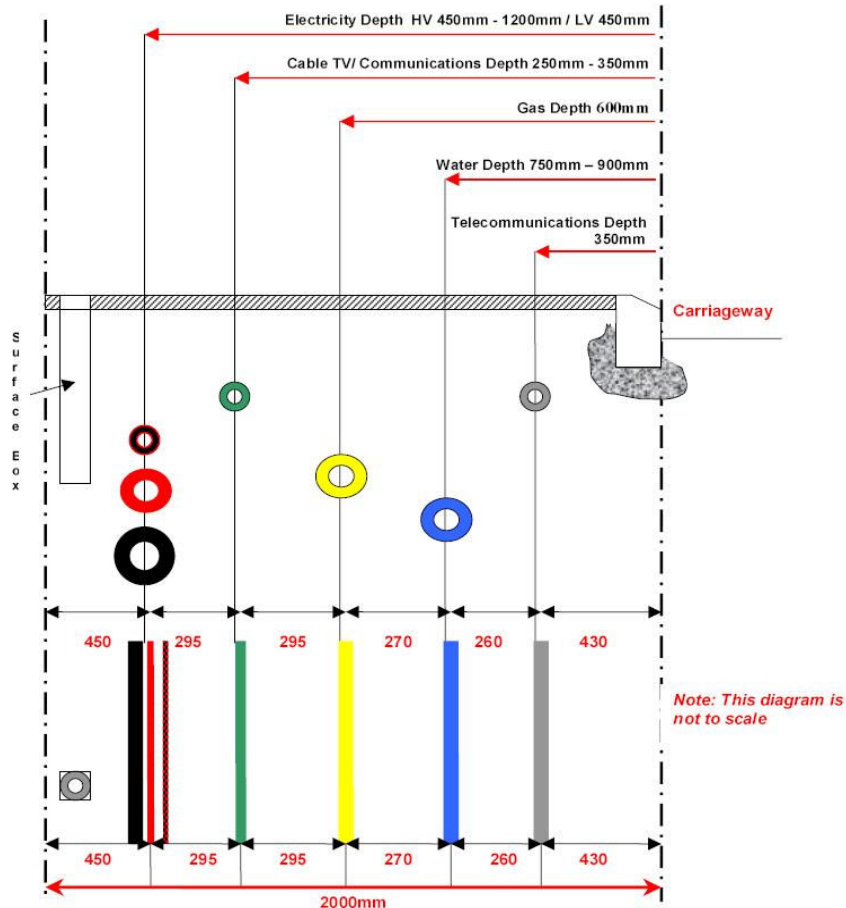 Electricity Depth HV 450mm - 1200mm / LV 450mm
Cable TV/ Communications Depth 250mm - 350mm
Gas Depth 600mm
Water Depth 750mm – 900mm
Telecommunications Depth
350mm
Carriageway
Surface Box
450 295 295 270 260 430
Note: This diagram is
not to scale
450 295 295 270 260 430
2000mm